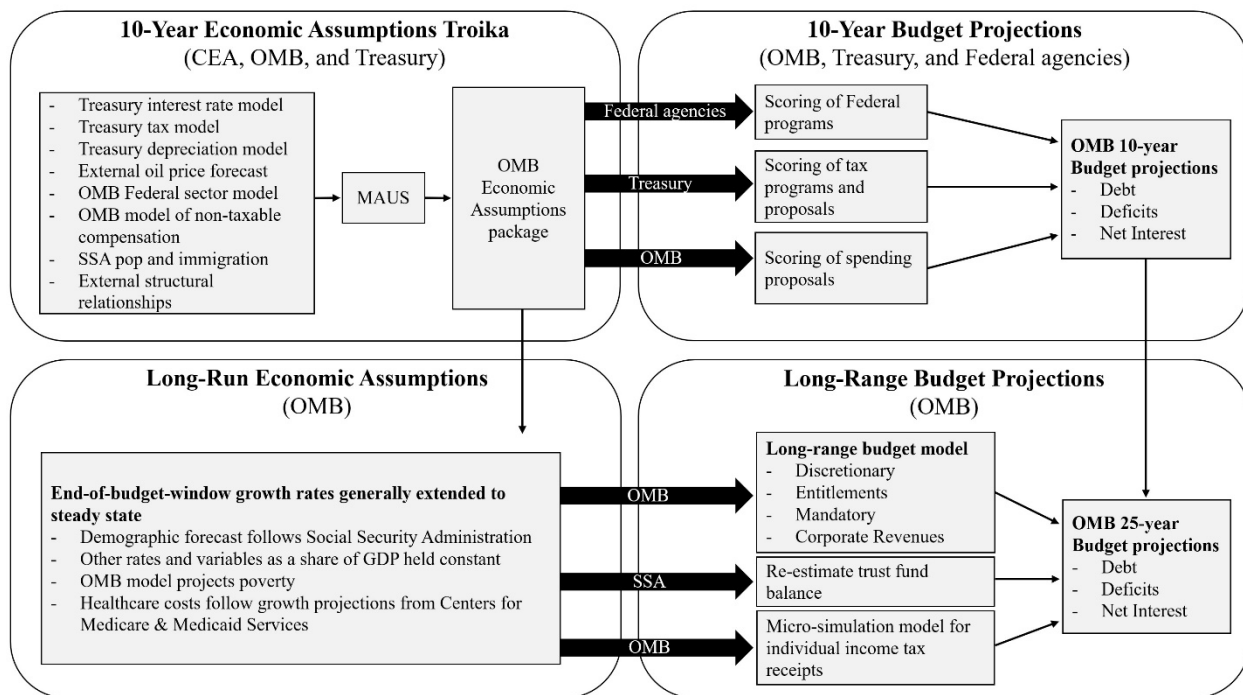 10-Year Economic Assumptions Troika
(CEA, OMB, and Treasury)
- Treasury interest rate model
- Treasury tax model
- Treasury depreciation model
- External oil price forecast
- OMB Federal sector model
- OMB model of non-taxable
compensation
- SSA pop and immigration
- External structural
relationships
MAUS
OMB
Economic
Assumptions
package
10-Year Budget Projections
(OMB, Treasury, and Federal agencies)
Federal agencies
Scoring of Federal
programs
Treasury
Scoring of tax
programs and
proposals
OMB
Scoring of spending
proposals
OMB 10-year
Budget projections
- Debt
- Deficits
- Net Interest
Long-Run Economic Assumptions
(OMB)
End-of-budget-window growth rates generally extended to
steady state
- Demographic forecast follows Social Security Administration
- Other rates and variables as a share of GDP held constant
- OMB model projects poverty
- Healthcare costs follow growth projections from Centers for
Medicare & Medicaid Services
Long-Range Budget Projections
(OMB)
OMB
Long-range budget model
- Discretionary
- Entitlements
- Mandatory
- Corporate Revenues
SSA
Re-estimate trust fund
balance
OMB
Micro-simulation model for
individual income tax
receipts
OMB 25-year
Budget projections
- Debt
- Deficits
- Net Interest